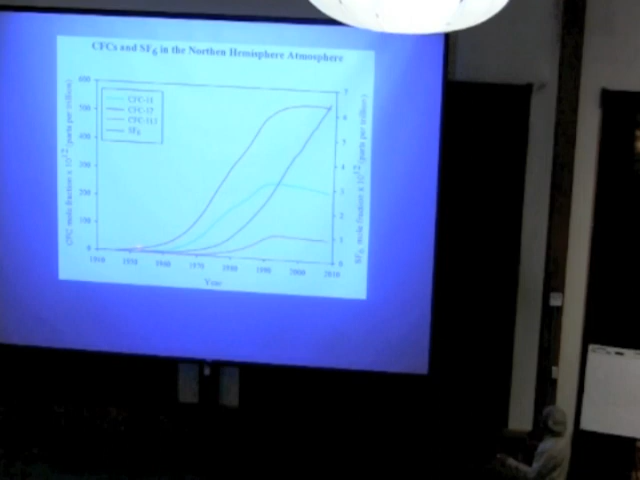 CFCs and SF6 in the Northen Hemisphere Atmosphere
CFC mole fraction x 10^12 (parts per trillion)
600
500
400
300
200
100
0
CFC-11
CFC-12
CFC-113
SF6
7
6
5
4
3
2
1
0
SF6 mole fraction x 10^12 (parts per trillion)
1940 1950 1960 1970 1980 1990 2000 2010
Year